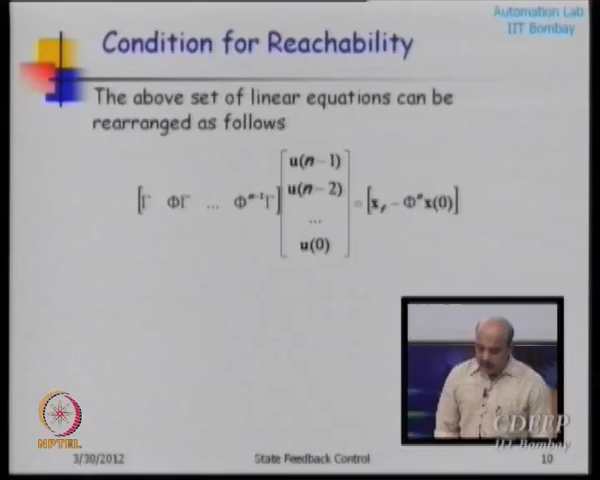 Automation Lab
IIT Bombay
Condition for Reachability
The above set of linear equations can be
rearranged as follows
[Γ ΦΓ ... Φⁿ⁻¹Γ] [u(n-1) u(n-2) ... u(0)] = [x_f - Φⁿx(0)]
CDEEP
IIT Bombay
NPTEL
3/30/2012
State Feedback Control
10